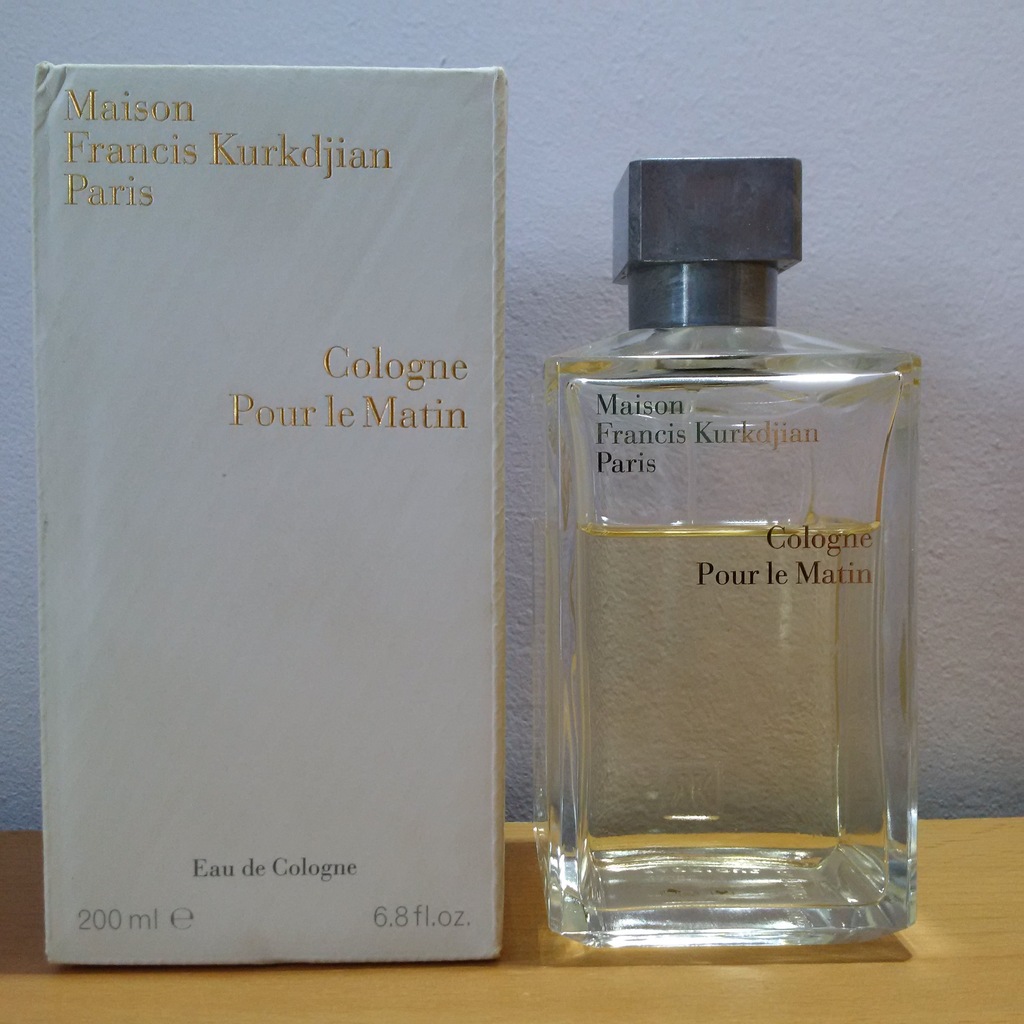 Maison
Francis Kurkdjian
Paris
Cologne
Pour le Matin
Eau de Cologne
200 ml ℮
6.8 fl.oz.
Maison
Francis Kurkdjian
Paris
Cologne
Pour le Matin